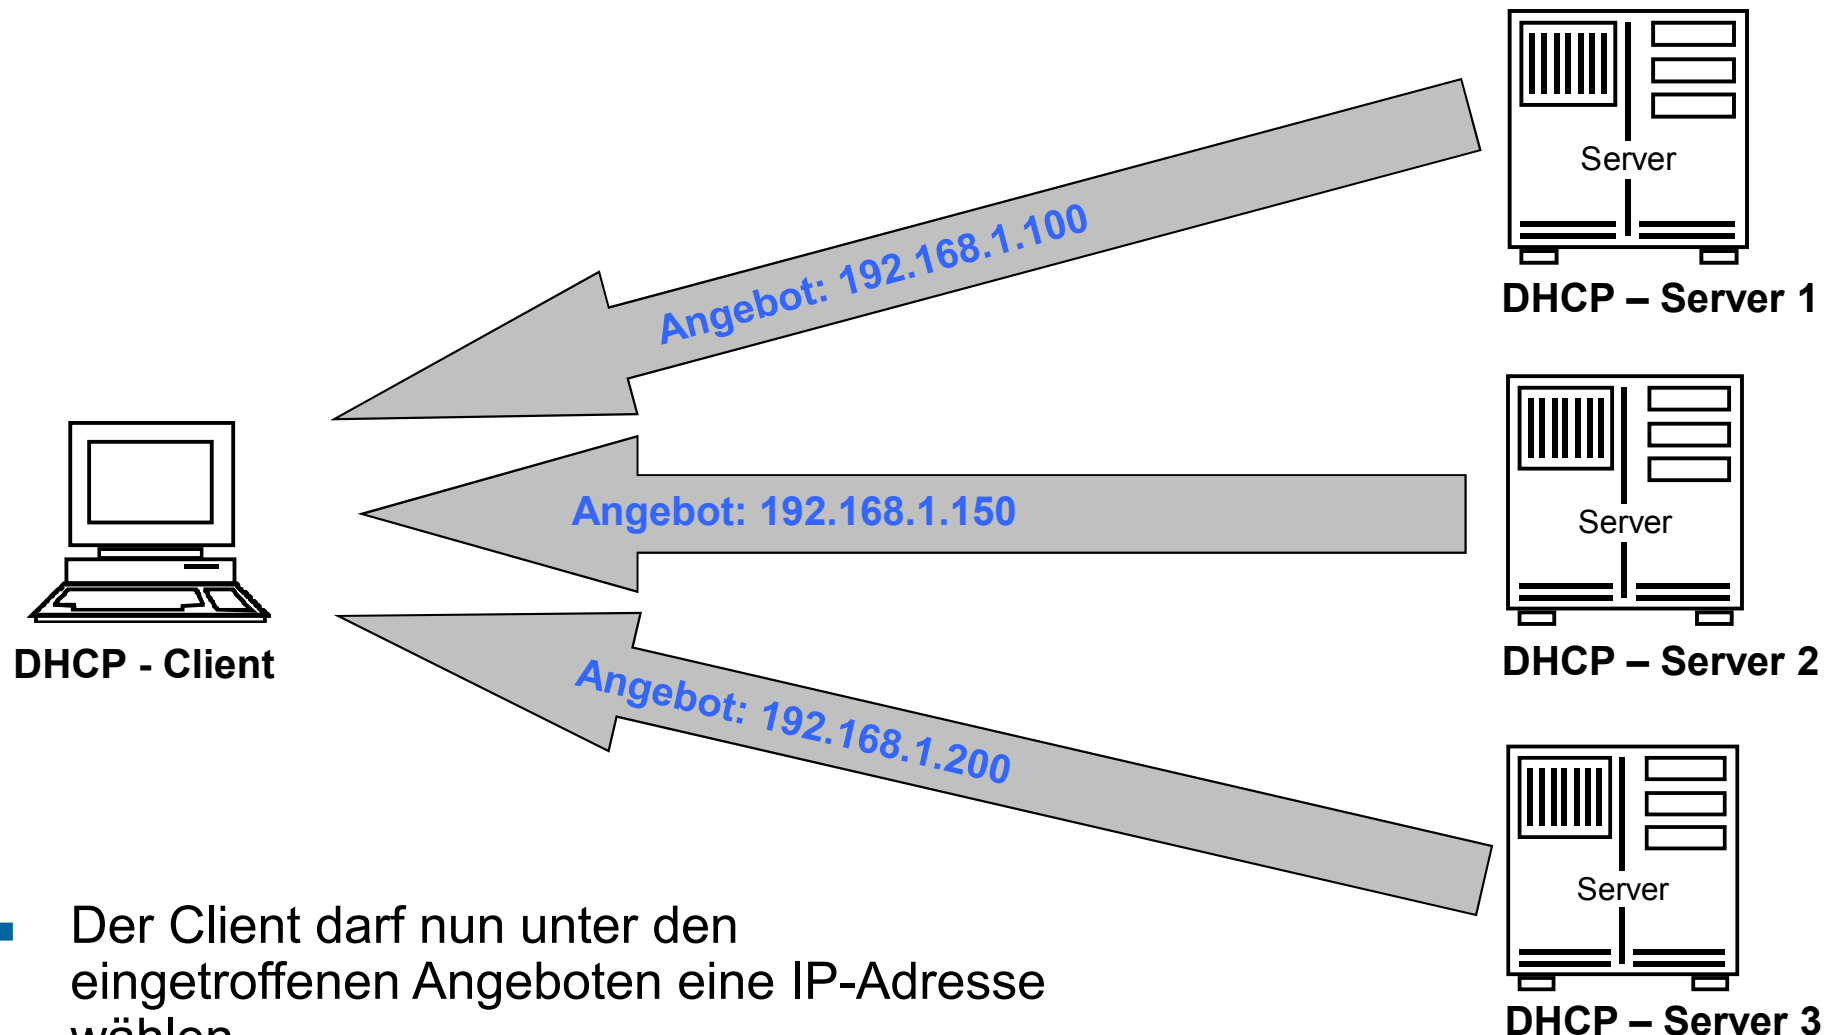 Server
DHCP – Server 1
Angebot: 192.168.1.100
Angebot: 192.168.1.150
Server
DHCP - Client
DHCP – Server 2
Angebot: 192.168.1.200
Server
DHCP – Server 3
Der Client darf nun unter den
eingetroffenen Angeboten eine IP-Adresse
wählen